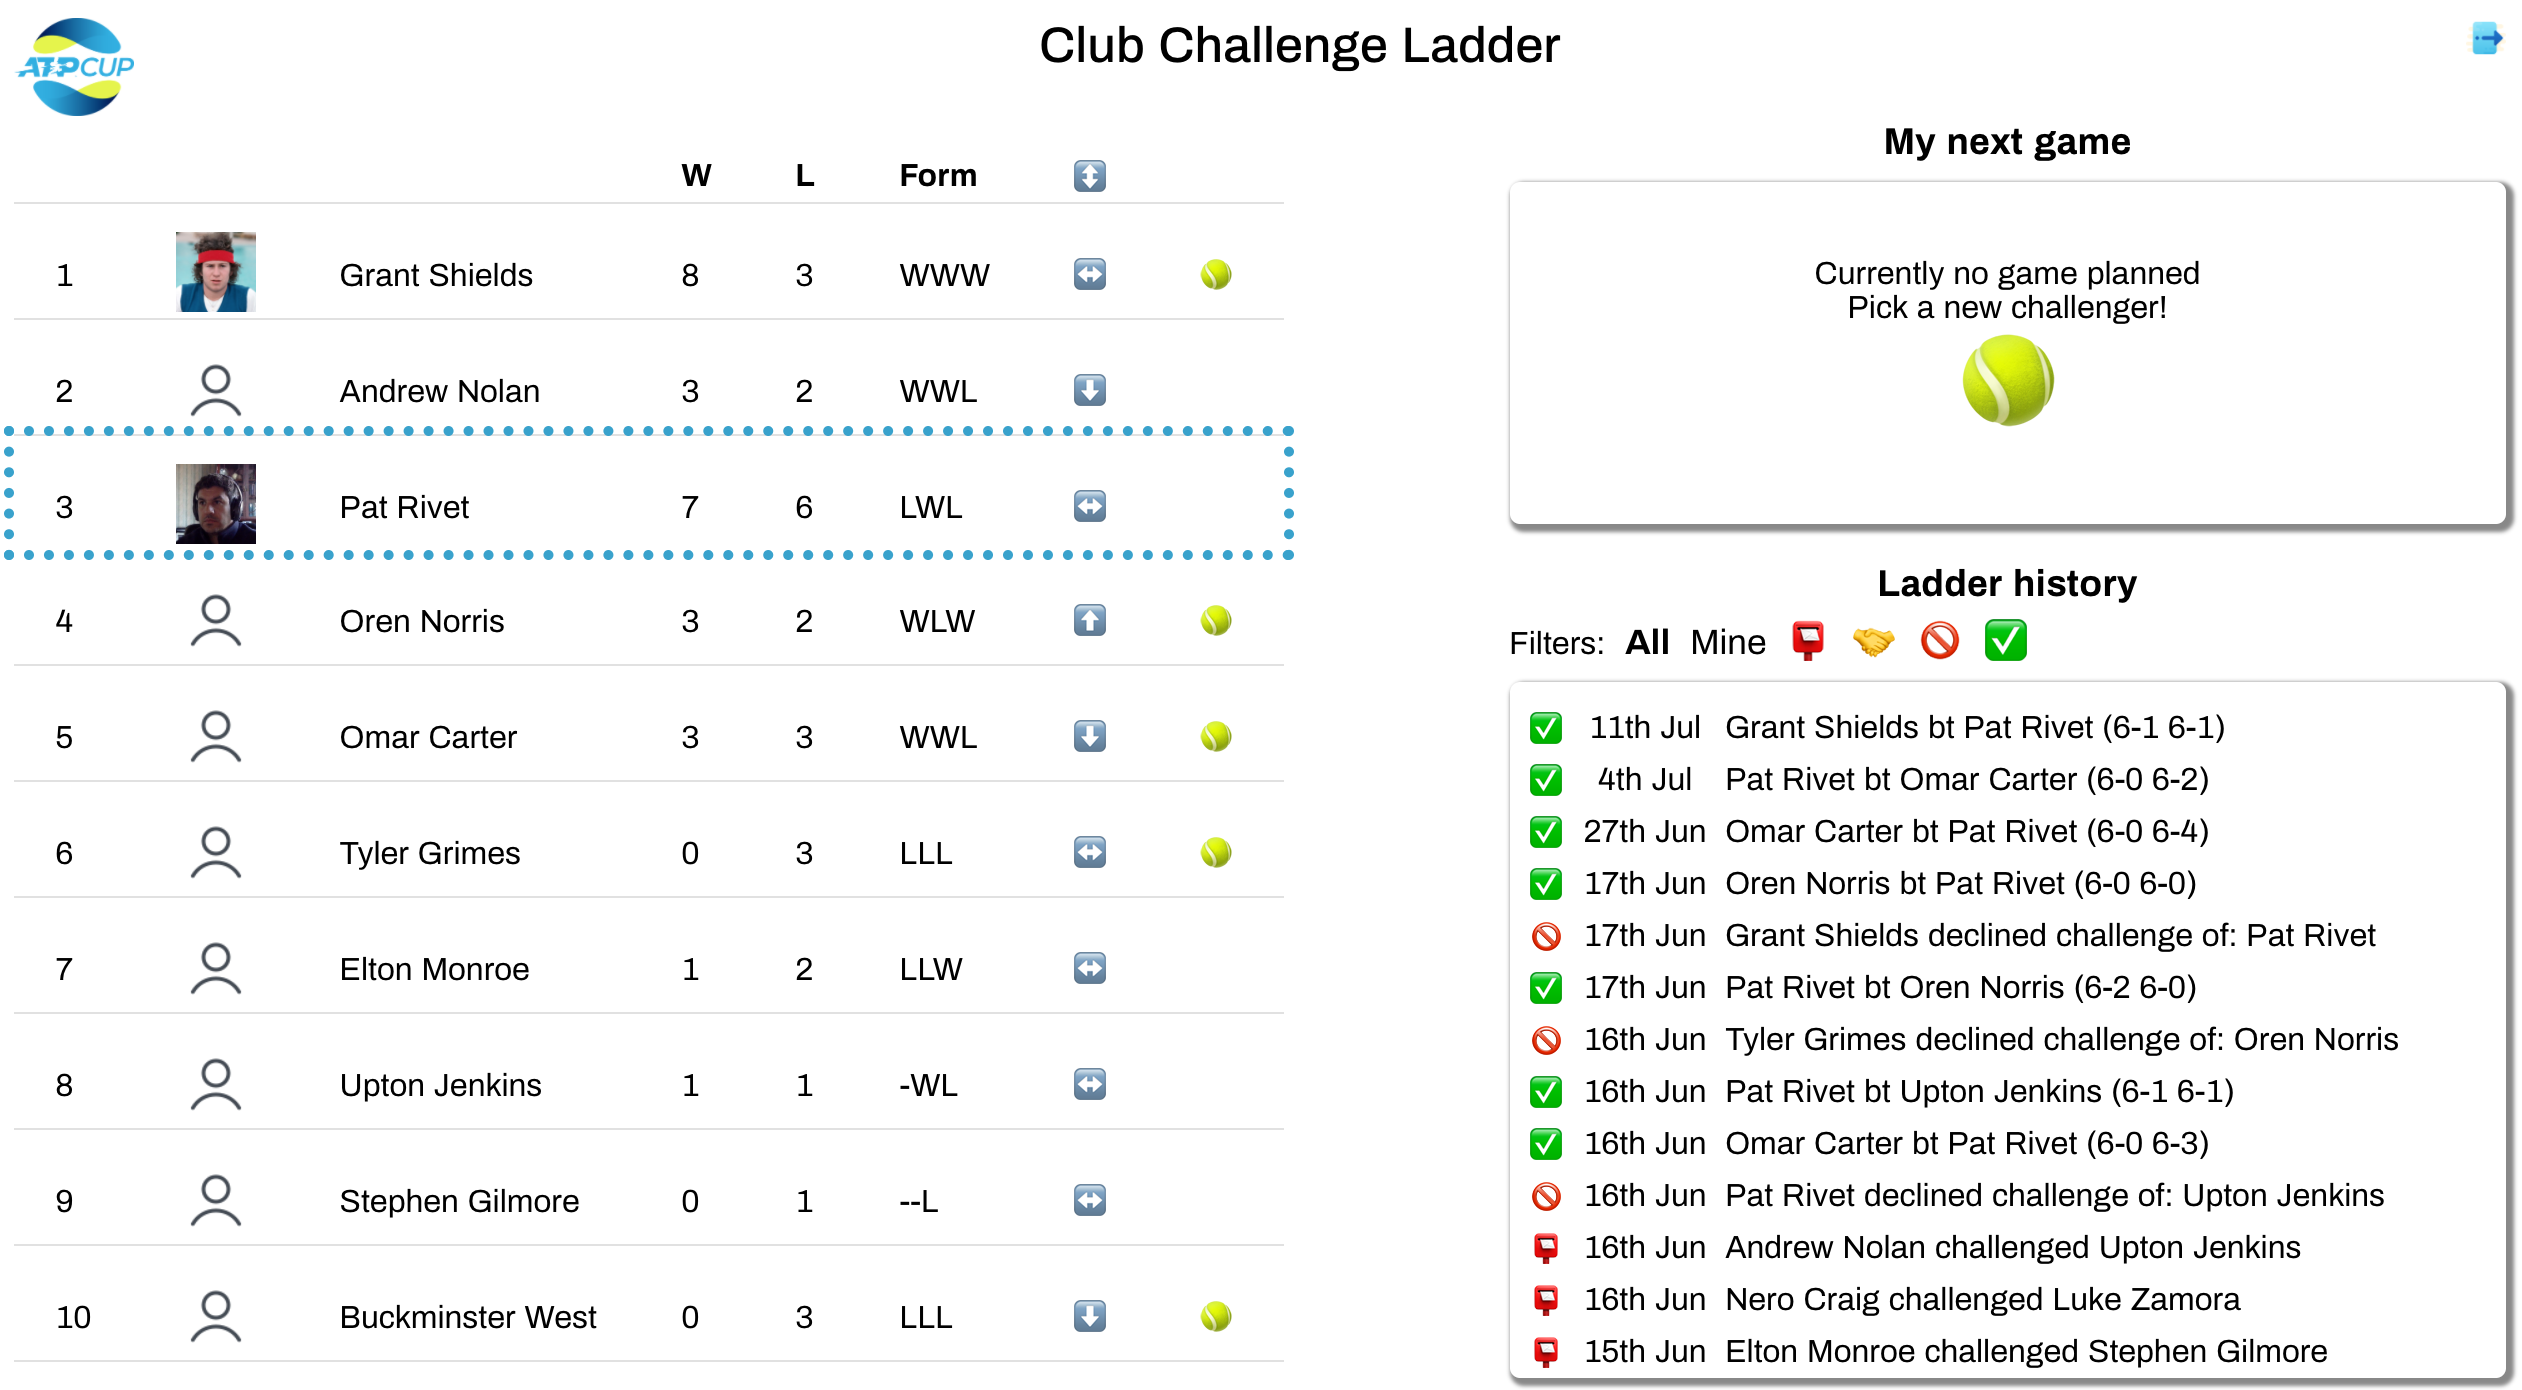 ATP CUP
Club Challenge Ladder
W L Form
1 Grant Shields 8 3 WWW
2 Andrew Nolan 3 2 WWL
3 Pat Rivet 7 6 LWL
4 Oren Norris 3 2 WLW
5 Omar Carter 3 3 WWL
6 Tyler Grimes 0 3 LLL
7 Elton Monroe 1 2 LLW
8 Upton Jenkins 1 1 -WL
9 Stephen Gilmore 0 1 --L
10 Buckminster West 0 3 LLL
My next game
Currently no game planned
Pick a new challenger!
Ladder history
Filters: All Mine
11th Jul Grant Shields bt Pat Rivet (6-1 6-1)
4th Jul Pat Rivet bt Omar Carter (6-0 6-2)
27th Jun Omar Carter bt Pat Rivet (6-0 6-4)
17th Jun Oren Norris bt Pat Rivet (6-0 6-0)
17th Jun Grant Shields declined challenge of: Pat Rivet
17th Jun Pat Rivet bt Oren Norris (6-2 6-0)
16th Jun Tyler Grimes declined challenge of: Oren Norris
16th Jun Pat Rivet bt Upton Jenkins (6-1 6-1)
16th Jun Omar Carter bt Pat Rivet (6-0 6-3)
16th Jun Pat Rivet declined challenge of: Upton Jenkins
16th Jun Andrew Nolan challenged Upton Jenkins
16th Jun Nero Craig challenged Luke Zamora
15th Jun Elton Monroe challenged Stephen Gilmore